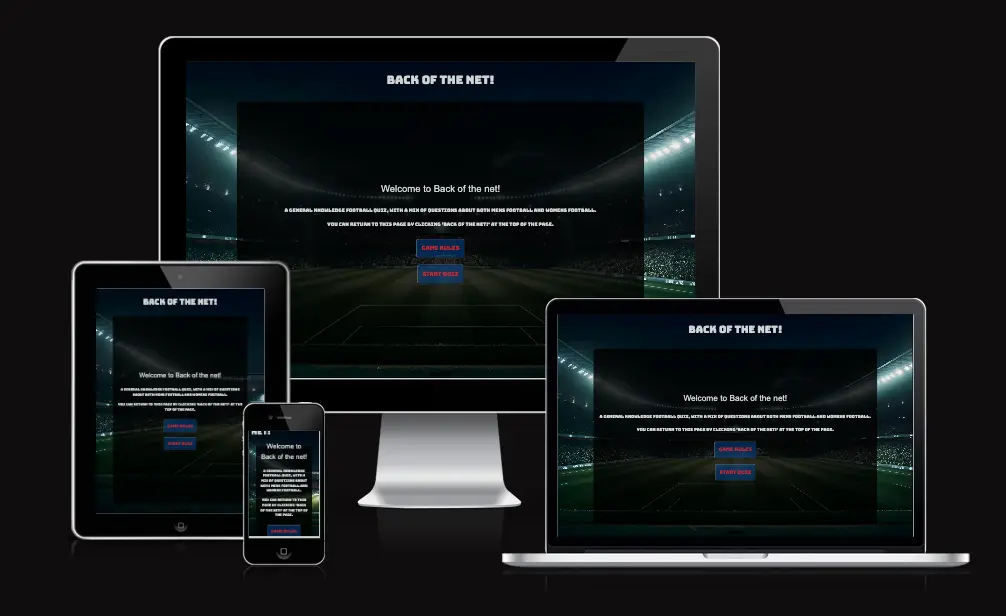 BACK OF THE NET!
Welcome to Back of the net!
A GENERAL KNOWLEDGE FOOTBALL QUIZ, WITH A MIX OF QUESTIONS ABOUT BOTH MENS FOOTBALL AND WOMENS FOOTBALL.
YOU CAN RETURN TO THIS PAGE BY CLICKING 'BACK OF THE NET!' AT THE TOP OF THE PAGE.
GAME RULES
START QUIZ
BACK OF THE NET!
Welcome to Back of the net!
A GENERAL KNOWLEDGE FOOTBALL QUIZ, WITH A MIX OF QUESTIONS
ABOUT BOTH MENS FOOTBALL AND WOMENS FOOTBALL.
YOU CAN RETURN TO THIS PAGE BY CLICKING 'BACK OF THE NET!' AT THE
TOP OF THE PAGE.
GAME RULES
START QUIZ
Welcome to
Back of the net!
A GENERAL KNOWLEDGE
FOOTBALL QUIZ, WITH A
MIX OF QUESTIONS ABOUT
BOTH MENS FOOTBALL AND
WOMENS FOOTBALL.
YOU CAN RETURN TO THIS
PAGE BY CLICKING 'BACK
OF THE NET!' AT THE TOP OF
THE PAGE.
GAME RULES
BACK OF THE NET!
Welcome to Back of the net!
A GENERAL KNOWLEDGE FOOTBALL QUIZ, WITH A MIX OF QUESTIONS ABOUT BOTH MENS FOOTBALL AND WOMENS FOOTBALL.
YOU CAN RETURN TO THIS PAGE BY CLICKING 'BACK OF THE NET!' AT THE TOP OF THE PAGE.
GAME RULES
START QUIZ